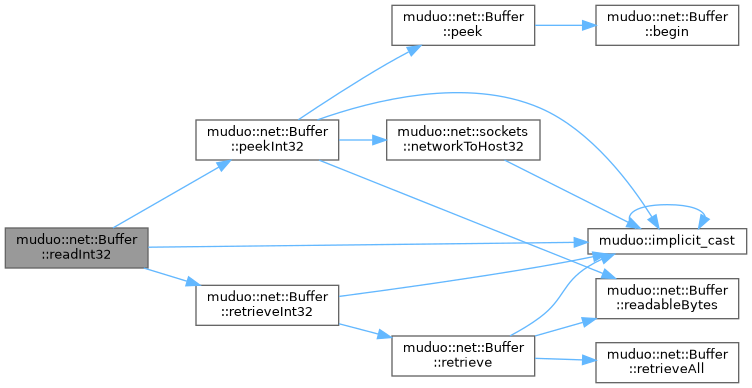 muduo::net::Buffer
::peek
muduo::net::Buffer
::begin
muduo::net::Buffer
::peekInt32
muduo::net::sockets
::networkToHost32
muduo::net::Buffer
::readInt32
muduo::implicit_cast
muduo::net::Buffer
::retrieveInt32
muduo::net::Buffer
::readableBytes
muduo::net::Buffer
::retrieve
muduo::net::Buffer
::retrieveAll